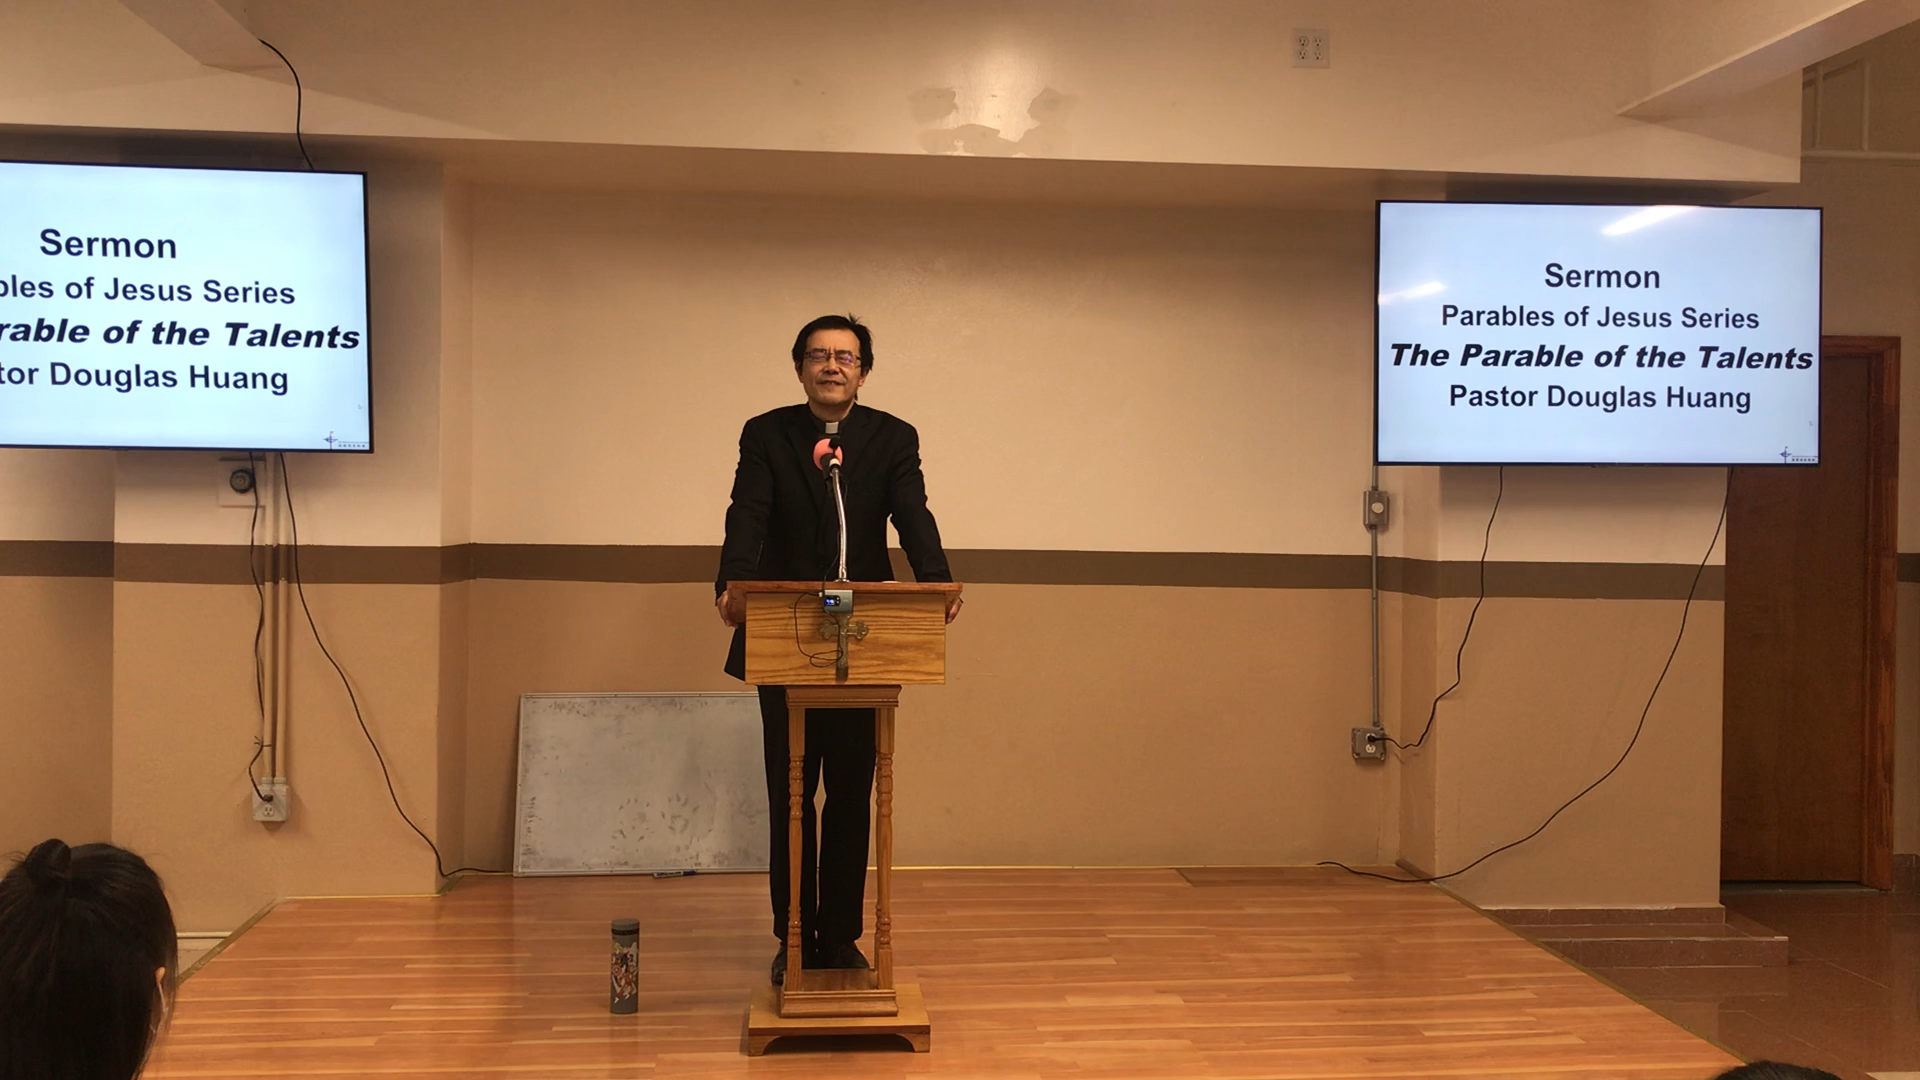 Sermon
bles of Jesus Series
rable of the Talents
tor Douglas Huang
Sermon
Parables of Jesus Series
The Parable of the Talents
Pastor Douglas Huang